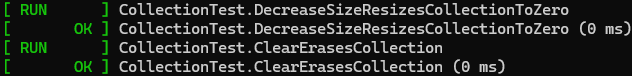 [ RUN      ] CollectionTest.DecreaseSizeResizesCollectionToZero
[       OK ] CollectionTest.DecreaseSizeResizesCollectionToZero (0 ms)
[ RUN      ] CollectionTest.ClearErasesCollection
[       OK ] CollectionTest.ClearErasesCollection (0 ms)